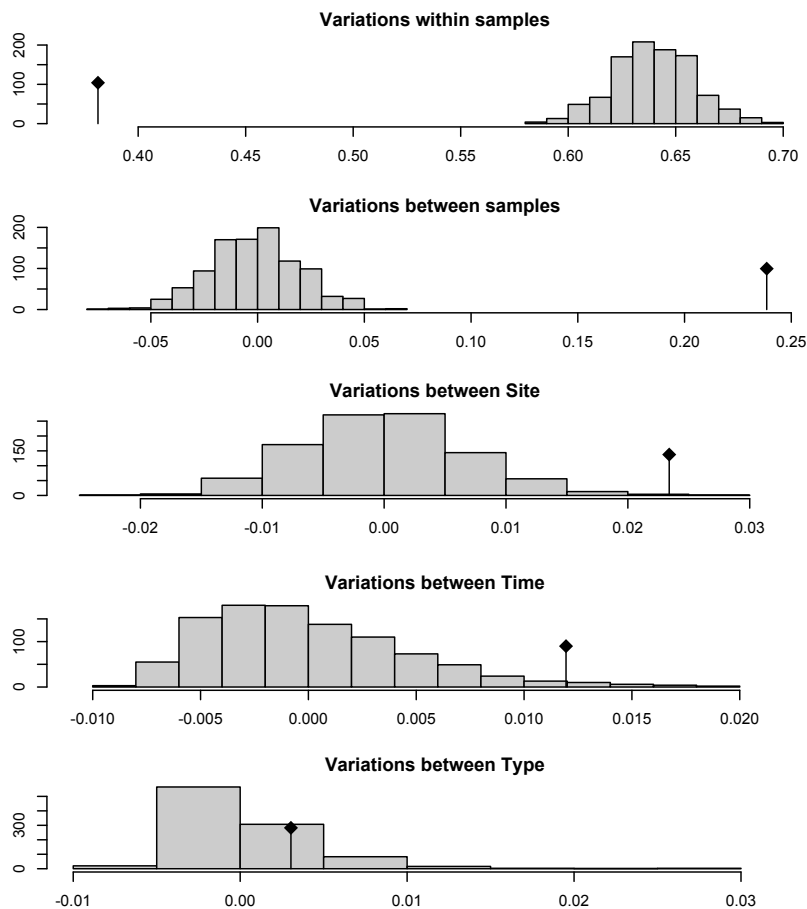 Variations within samples
200
100
0
0.40 0.45 0.50 0.55 0.60 0.65 0.70
Variations between samples
200
100
0
-0.05 0.00 0.05 0.10 0.15 0.20 0.25
Variations between Site
150
0
-0.02 -0.01 0.00 0.01 0.02 0.03
Variations between Time
100
0
-0.010 -0.005 0.000 0.005 0.010 0.015 0.020
Variations between Type
300
0
-0.01 0.00 0.01 0.02 0.03